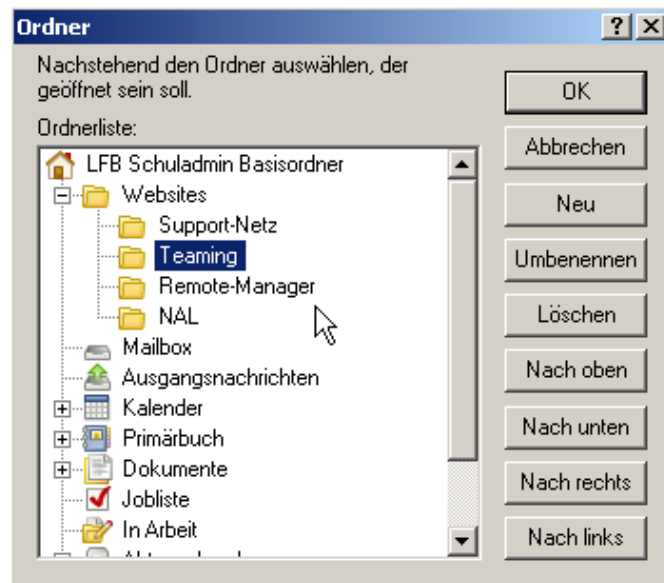 Ordner
Nachstehend den Ordner auswählen, der
geöffnet sein soll.
Ordnerliste:
LFB Schuladmin Basisordner
Websites
Support-Netz
Teaming
Remote-Manager
NAL
Mailbox
Ausgangsnachrichten
Kalender
Primärbuch
Dokumente
Jobliste
In Arbeit
OK
Abbrechen
Neu
Umbenennen
Löschen
Nach oben
Nach unten
Nach rechts
Nach links